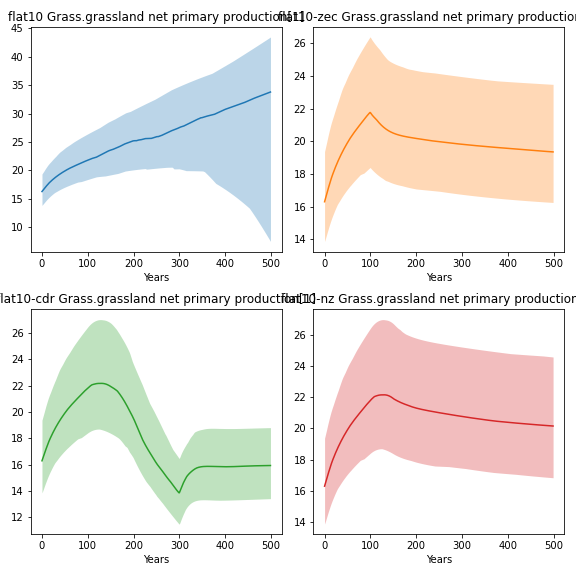 flat10 Grass.grassland net primary production[1]
flat10-zec Grass.grassland net primary production
45
40
35
30
25
20
15
10
0 100 200 300 400 500
Years
26
24
22
20
18
16
14
0 100 200 300 400 500
Years
flat10-cdr Grass.grassland net primary production[1]
flat10-nz Grass.grassland net primary production
26
24
22
20
18
16
14
12
0 100 200 300 400 500
Years
26
24
22
20
18
16
14
0 100 200 300 400 500
Years